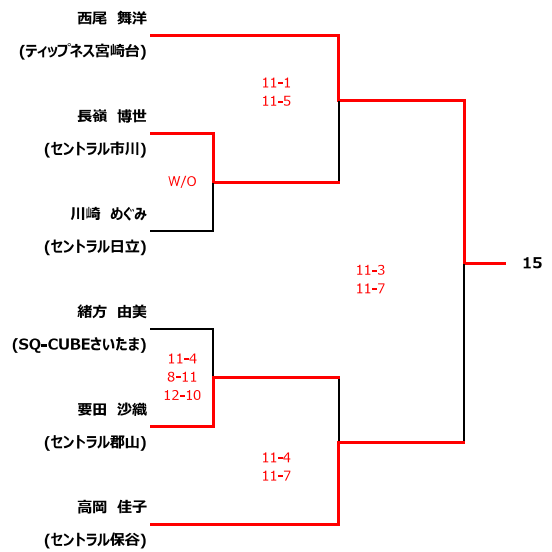 西尾 舞洋
(ティップネス宮崎台)
11-1
11-5
長嶺 博世
(セントラル市川)
W/O
川崎 めぐみ
(セントラル日立)
11-3
11-7
15
緒方 由美
(SQ-CUBEさいたま)
11-4
8-11
12-10
要田 沙織
(セントラル郡山)
11-4
11-7
高岡 佳子
(セントラル保谷)